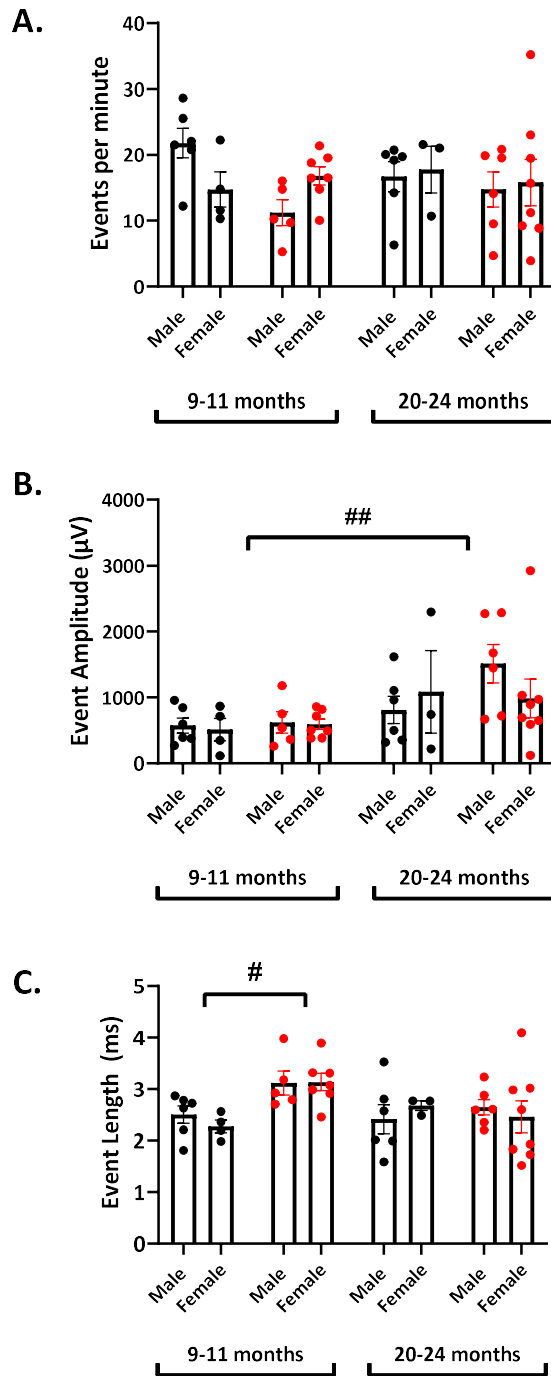 A.
Events per minute
40
30
20
10
0
Male
Female
Male
Female
Male
Female
Male
Female
9-11 months
20-24 months
B.
Event Amplitude (µV)
4000
3000
2000
1000
0
##
Male
Female
Male
Female
Male
Female
Male
Female
9-11 months
20-24 months
C.
Event Length (ms)
5
4
3
2
1
0
#
Male
Female
Male
Female
Male
Female
Male
Female
9-11 months
20-24 months